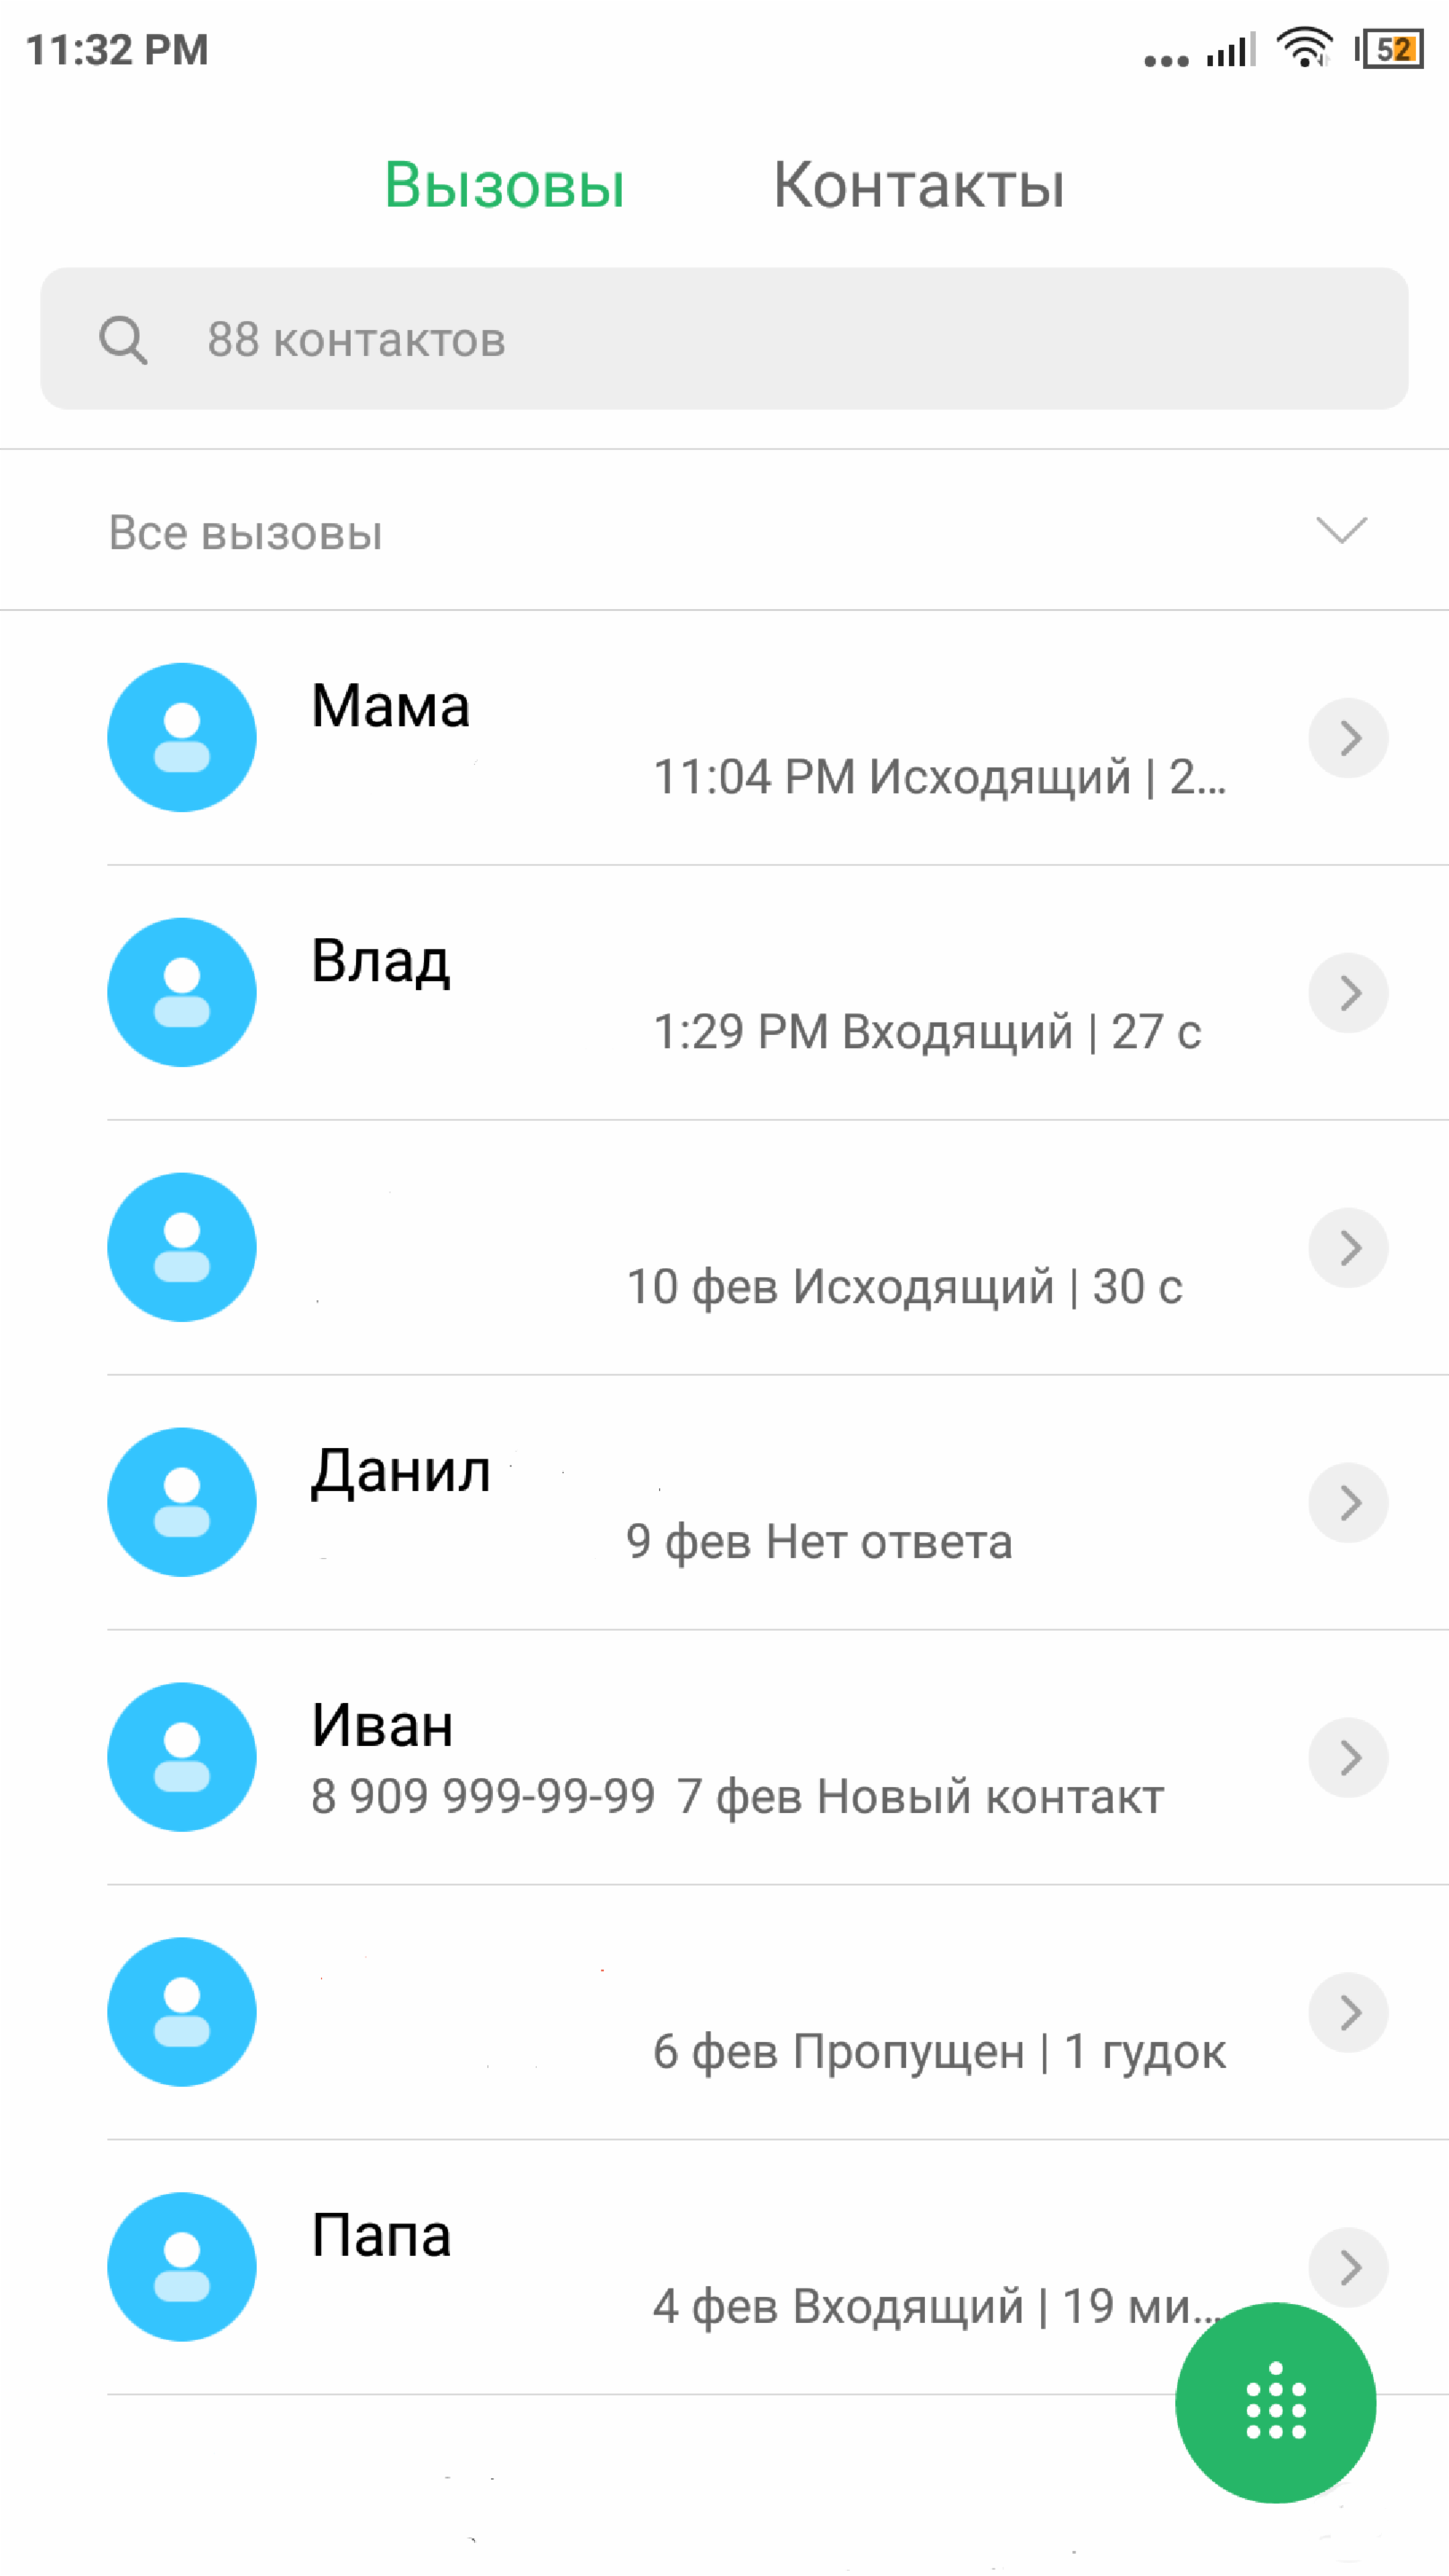 11:32 PM
52
Вызовы Контакты
88 контактов
Все вызовы
Мама
11:04 PM Исходящий | 2...
Влад
1:29 PM Входящий | 27 с
10 фев Исходящий | 30 с
Данил
9 фев Нет ответа
Иван
8 909 999-99-99 7 фев Новый контакт
6 фев Пропущен | 1 гудок
Папа
4 фев Входящий | 19 ми...